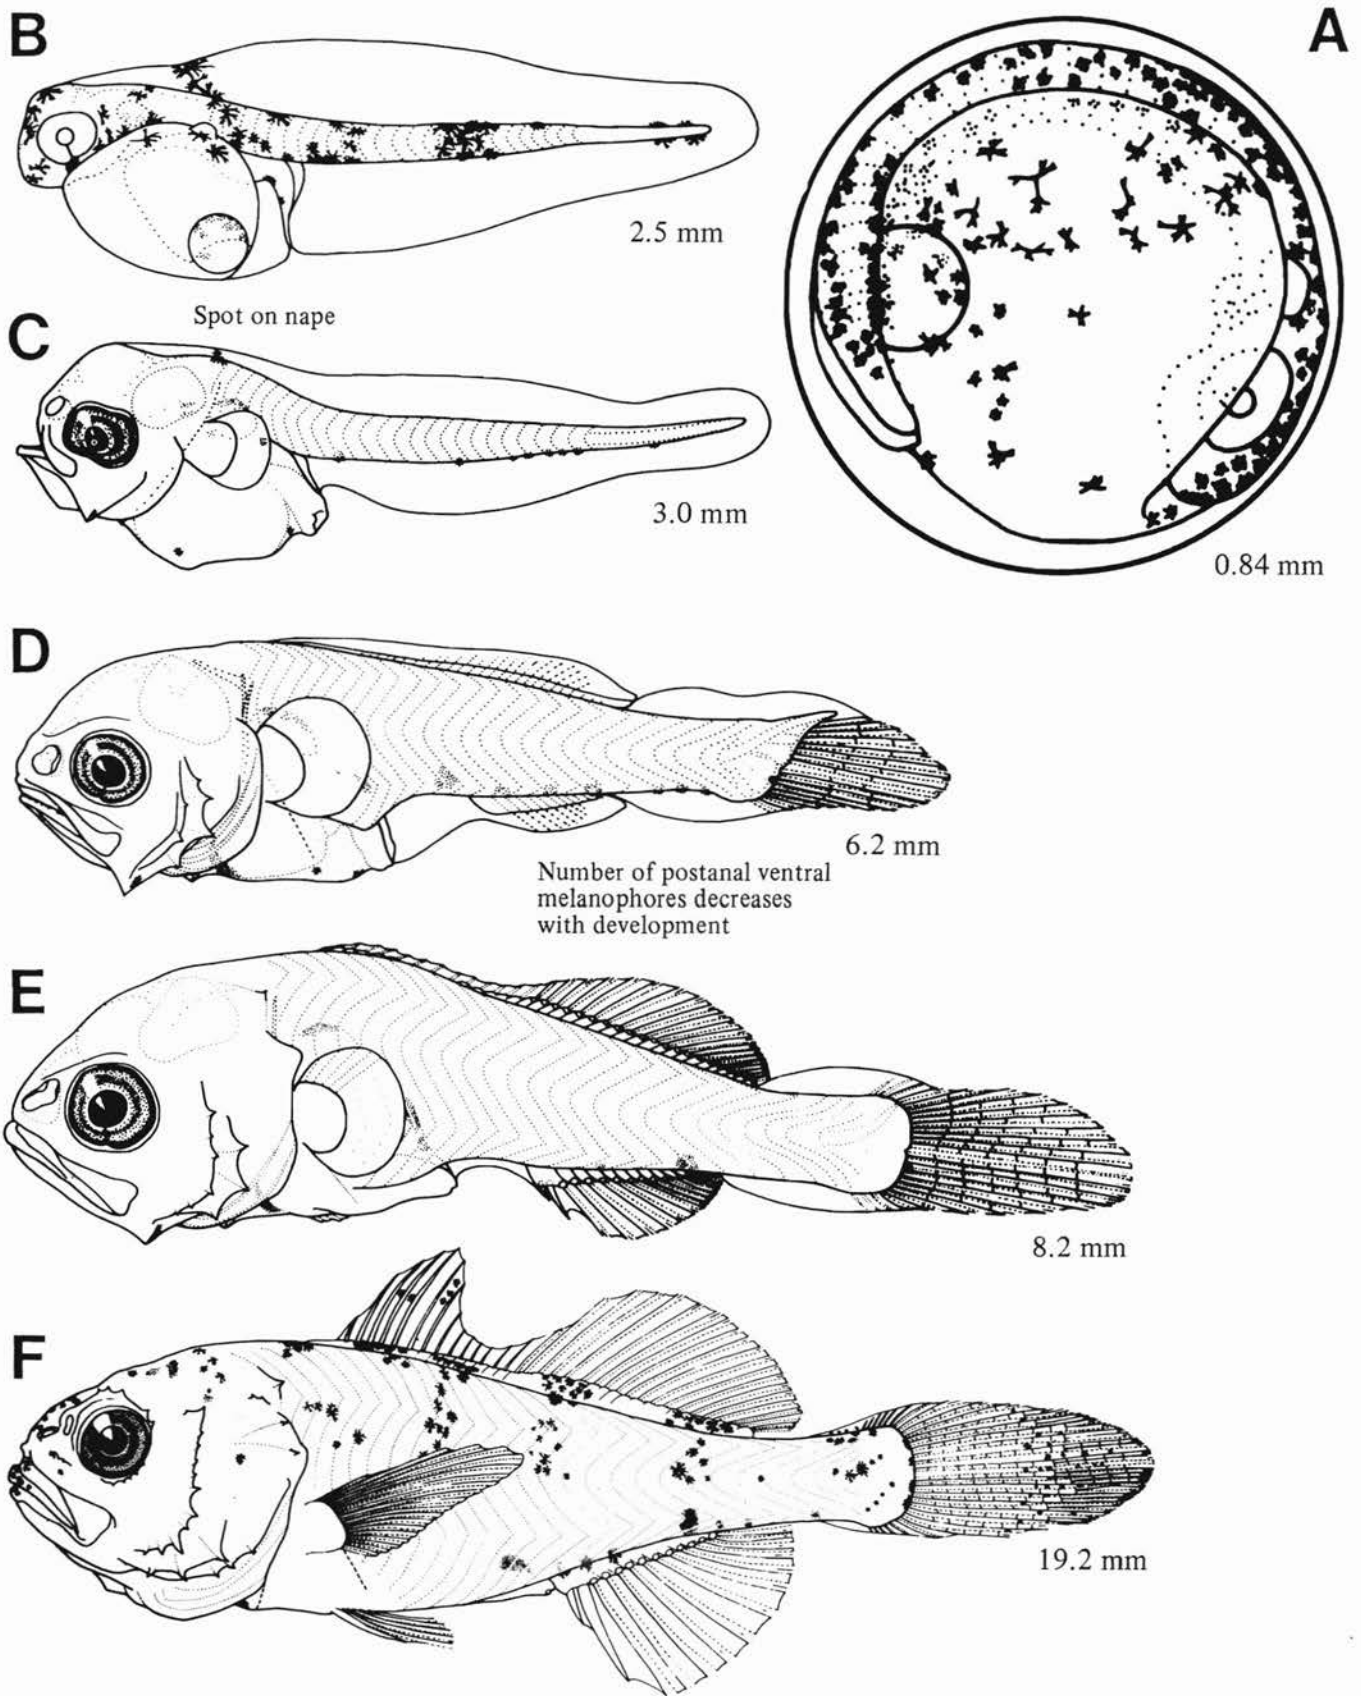 B
A
2.5 mm
Spot on nape
C
3.0 mm
0.84 mm
D
6.2 mm
Number of postanal ventral
melanophores decreases
with development
E
8.2 mm
F
19.2 mm